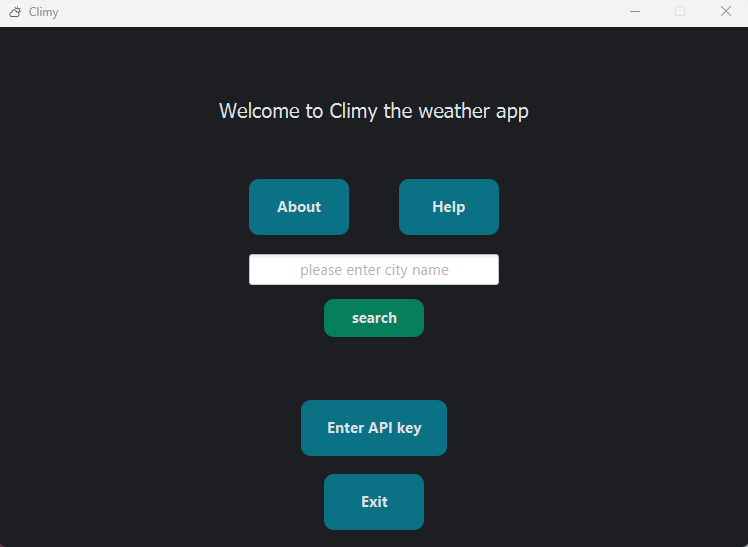 Climy
Welcome to Climy the weather app
About
Help
please enter city name
search
Enter API key
Exit